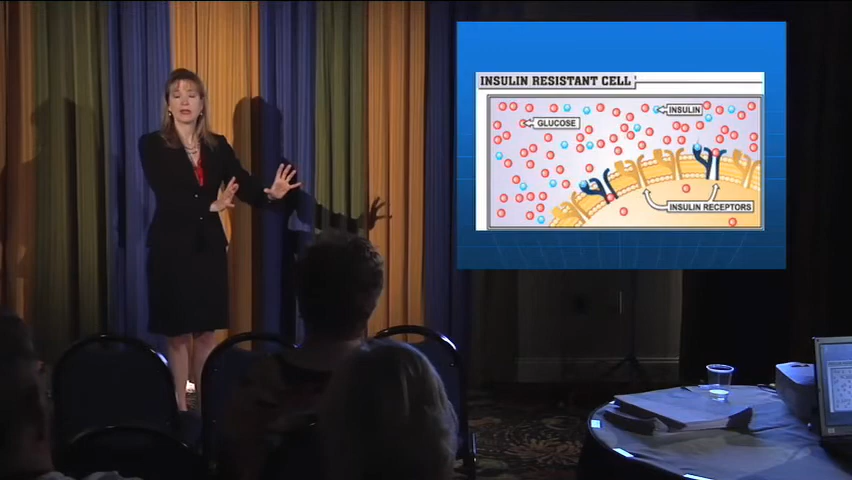 INSULIN RESISTANT CELL
INSULIN
GLUCOSE
INSULIN RECEPTORS